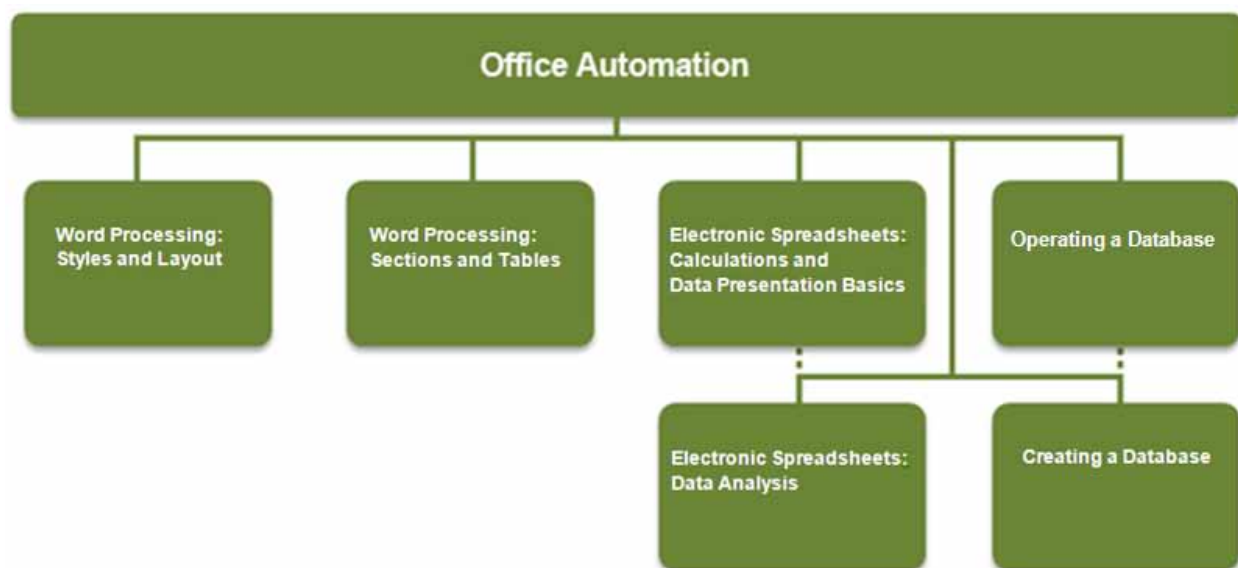 Office Automation
Word Processing:
Styles and Layout
Word Processing:
Sections and Tables
Electronic Spreadsheets:
Calculations and
Data Presentation Basics
Operating a Database
Electronic Spreadsheets:
Data Analysis
Creating a Database